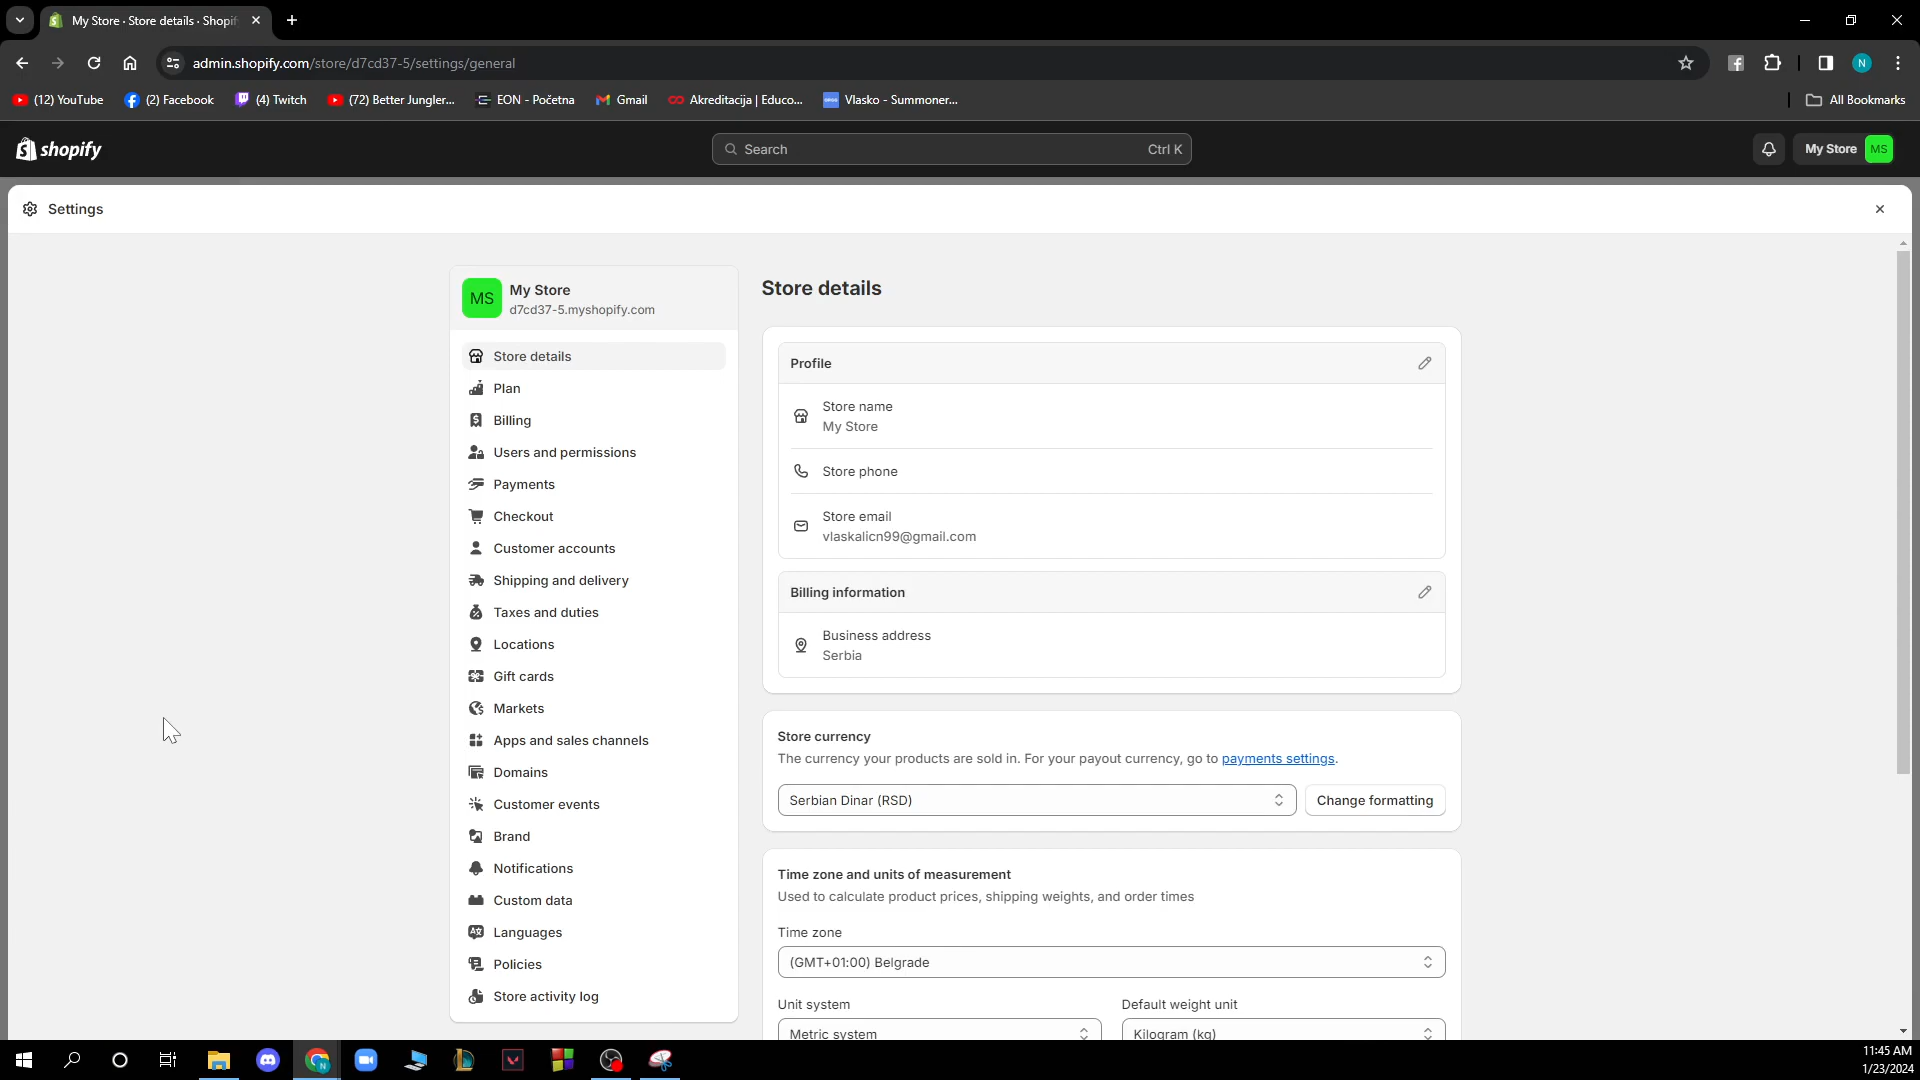 My Store · Store details · Shopif
admin.shopify.com/store/d7cd37-5/settings/general
(12) YouTube
(2) Facebook
(4) Twitch
(72) Better Jungler...
EON - Početna
Gmail
Akreditacija | Educo...
Vlasko - Summoner...
All Bookmarks
shopify
Search
Ctrl K
My Store
MS
N
Settings
MS
My Store
d7cd37-5.myshopify.com
Store details
Plan
Billing
Users and permissions
Payments
Checkout
Customer accounts
Shipping and delivery
Taxes and duties
Locations
Gift cards
Markets
Apps and sales channels
Domains
Customer events
Brand
Notifications
Custom data
Languages
Policies
Store activity log
Store details
Profile
Store name
My Store
Store phone
Store email
vlaskalicn99@gmail.com
Billing information
Business address
Serbia
Store currency
The currency your products are sold in. For your payout currency, go to payments settings.
Serbian Dinar (RSD)
Change formatting
Time zone and units of measurement
Used to calculate product prices, shipping weights, and order times
Time zone
(GMT+01:00) Belgrade
Unit system
Default weight unit
Metric system
Kilogram (kg)
11:45 AM
1/23/2024